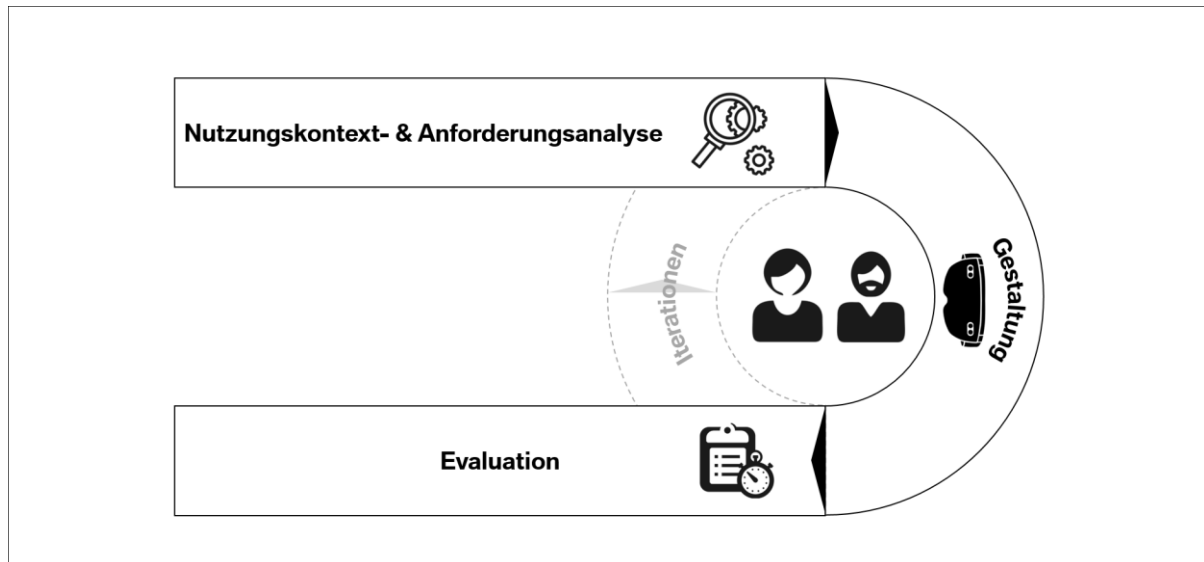 Nutzungskontext- & Anforderungsanalyse
Gestaltung
Iterationen
Evaluation